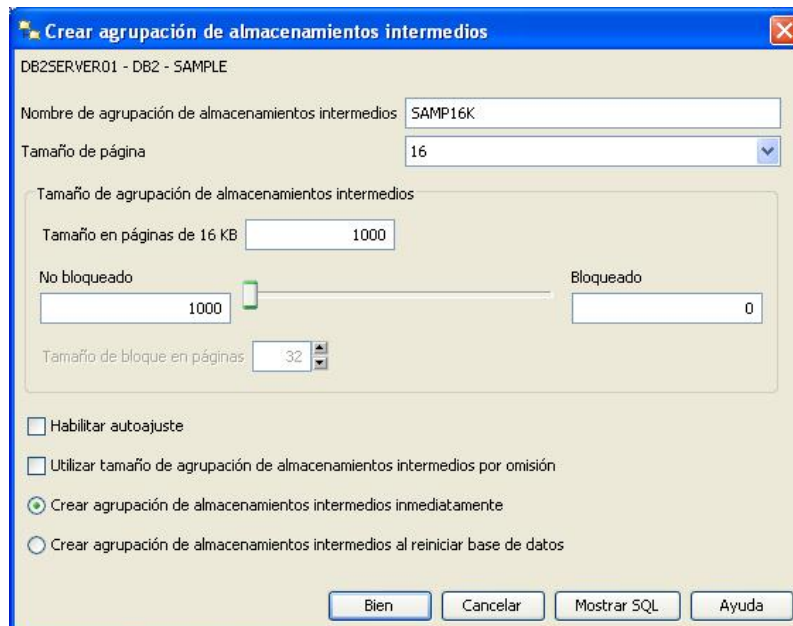 Crear agrupación de almacenamientos intermedios
DB2SERVER01 - DB2 - SAMPLE
Nombre de agrupación de almacenamientos intermedios SAMP16K
Tamaño de página 16
Tamaño de agrupación de almacenamientos intermedios
Tamaño en páginas de 16 KB 1000
No bloqueado Bloqueado
1000 0
Tamaño de bloque en páginas 32
Habilitar autoajuste
Utilizar tamaño de agrupación de almacenamientos intermedios por omisión
Crear agrupación de almacenamientos intermedios inmediatamente
Crear agrupación de almacenamientos intermedios al reiniciar base de datos
Bien Cancelar Mostrar SQL Ayuda